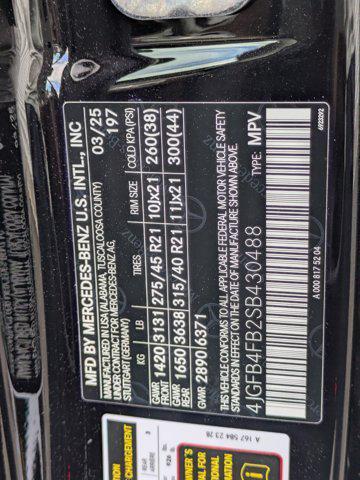 MFD BY MERCEDES-BENZ U.S. INTL., INC
MANUFACTURED IN USA (ALABAMA, TUSCALOOSA COUNTY) 03/25
UNDER CONTRACT FOR MERCEDES-BENZ AG, 197
STUTTGART (GERMANY)
KG LB TIRES RIM SIZE COLD KPA(PSI)
GAWR FRONT 1420 3131 275/45 R21 10Jx21 260(38)
GAWR REAR 1650 3638 315/40 R21 11Jx21 300(44)
GVWR 2890 6371
THIS VEHICLE CONFORMS TO ALL APPLICABLE FEDERAL MOTOR VEHICLE SAFETY
STANDARDS IN EFFECT ON THE DATE OF MANUFACTURE SHOWN ABOVE.
4JGFB4FB2SB430488 TYPE: MPV
A 000 817 52 04
A 167 584 23 28
CHARGEMENT
REAR
ARRIÈRE
3